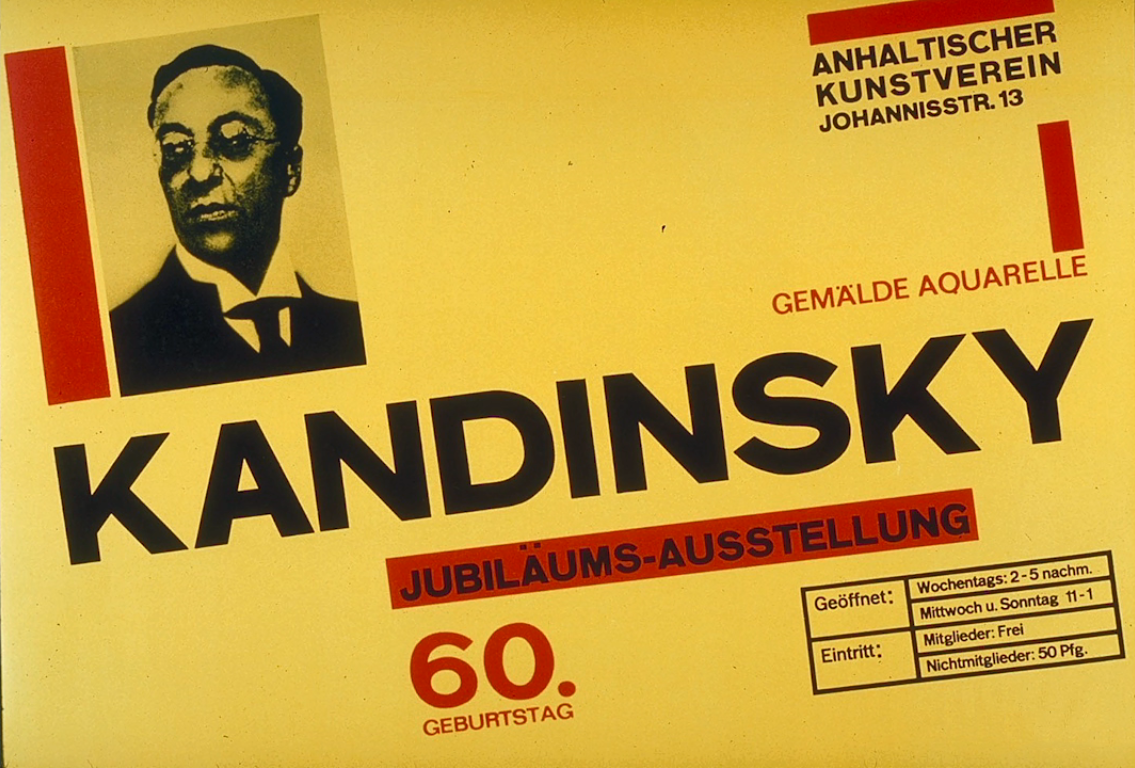 ANHALTISCHER
KUNSTVEREIN
JOHANNISSTR. 13
GEMÄLDE AQUARELLE
KANDINSKY
JUBILÄUMS-AUSSTELLUNG
60.
GEBURTSTAG
Geöffnet:
Wochentags: 2-5 nachm.
Mittwoch u. Sonntag 11-1
Eintritt:
Mitglieder: Frei
Nichtmitglieder: 50 Pfg.